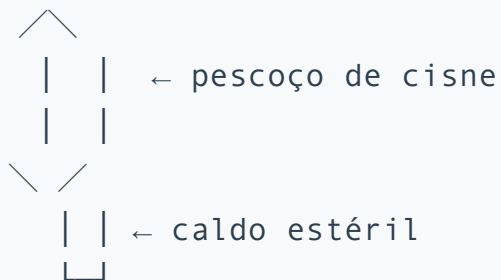 ← pescoço de cisne
← caldo estéril